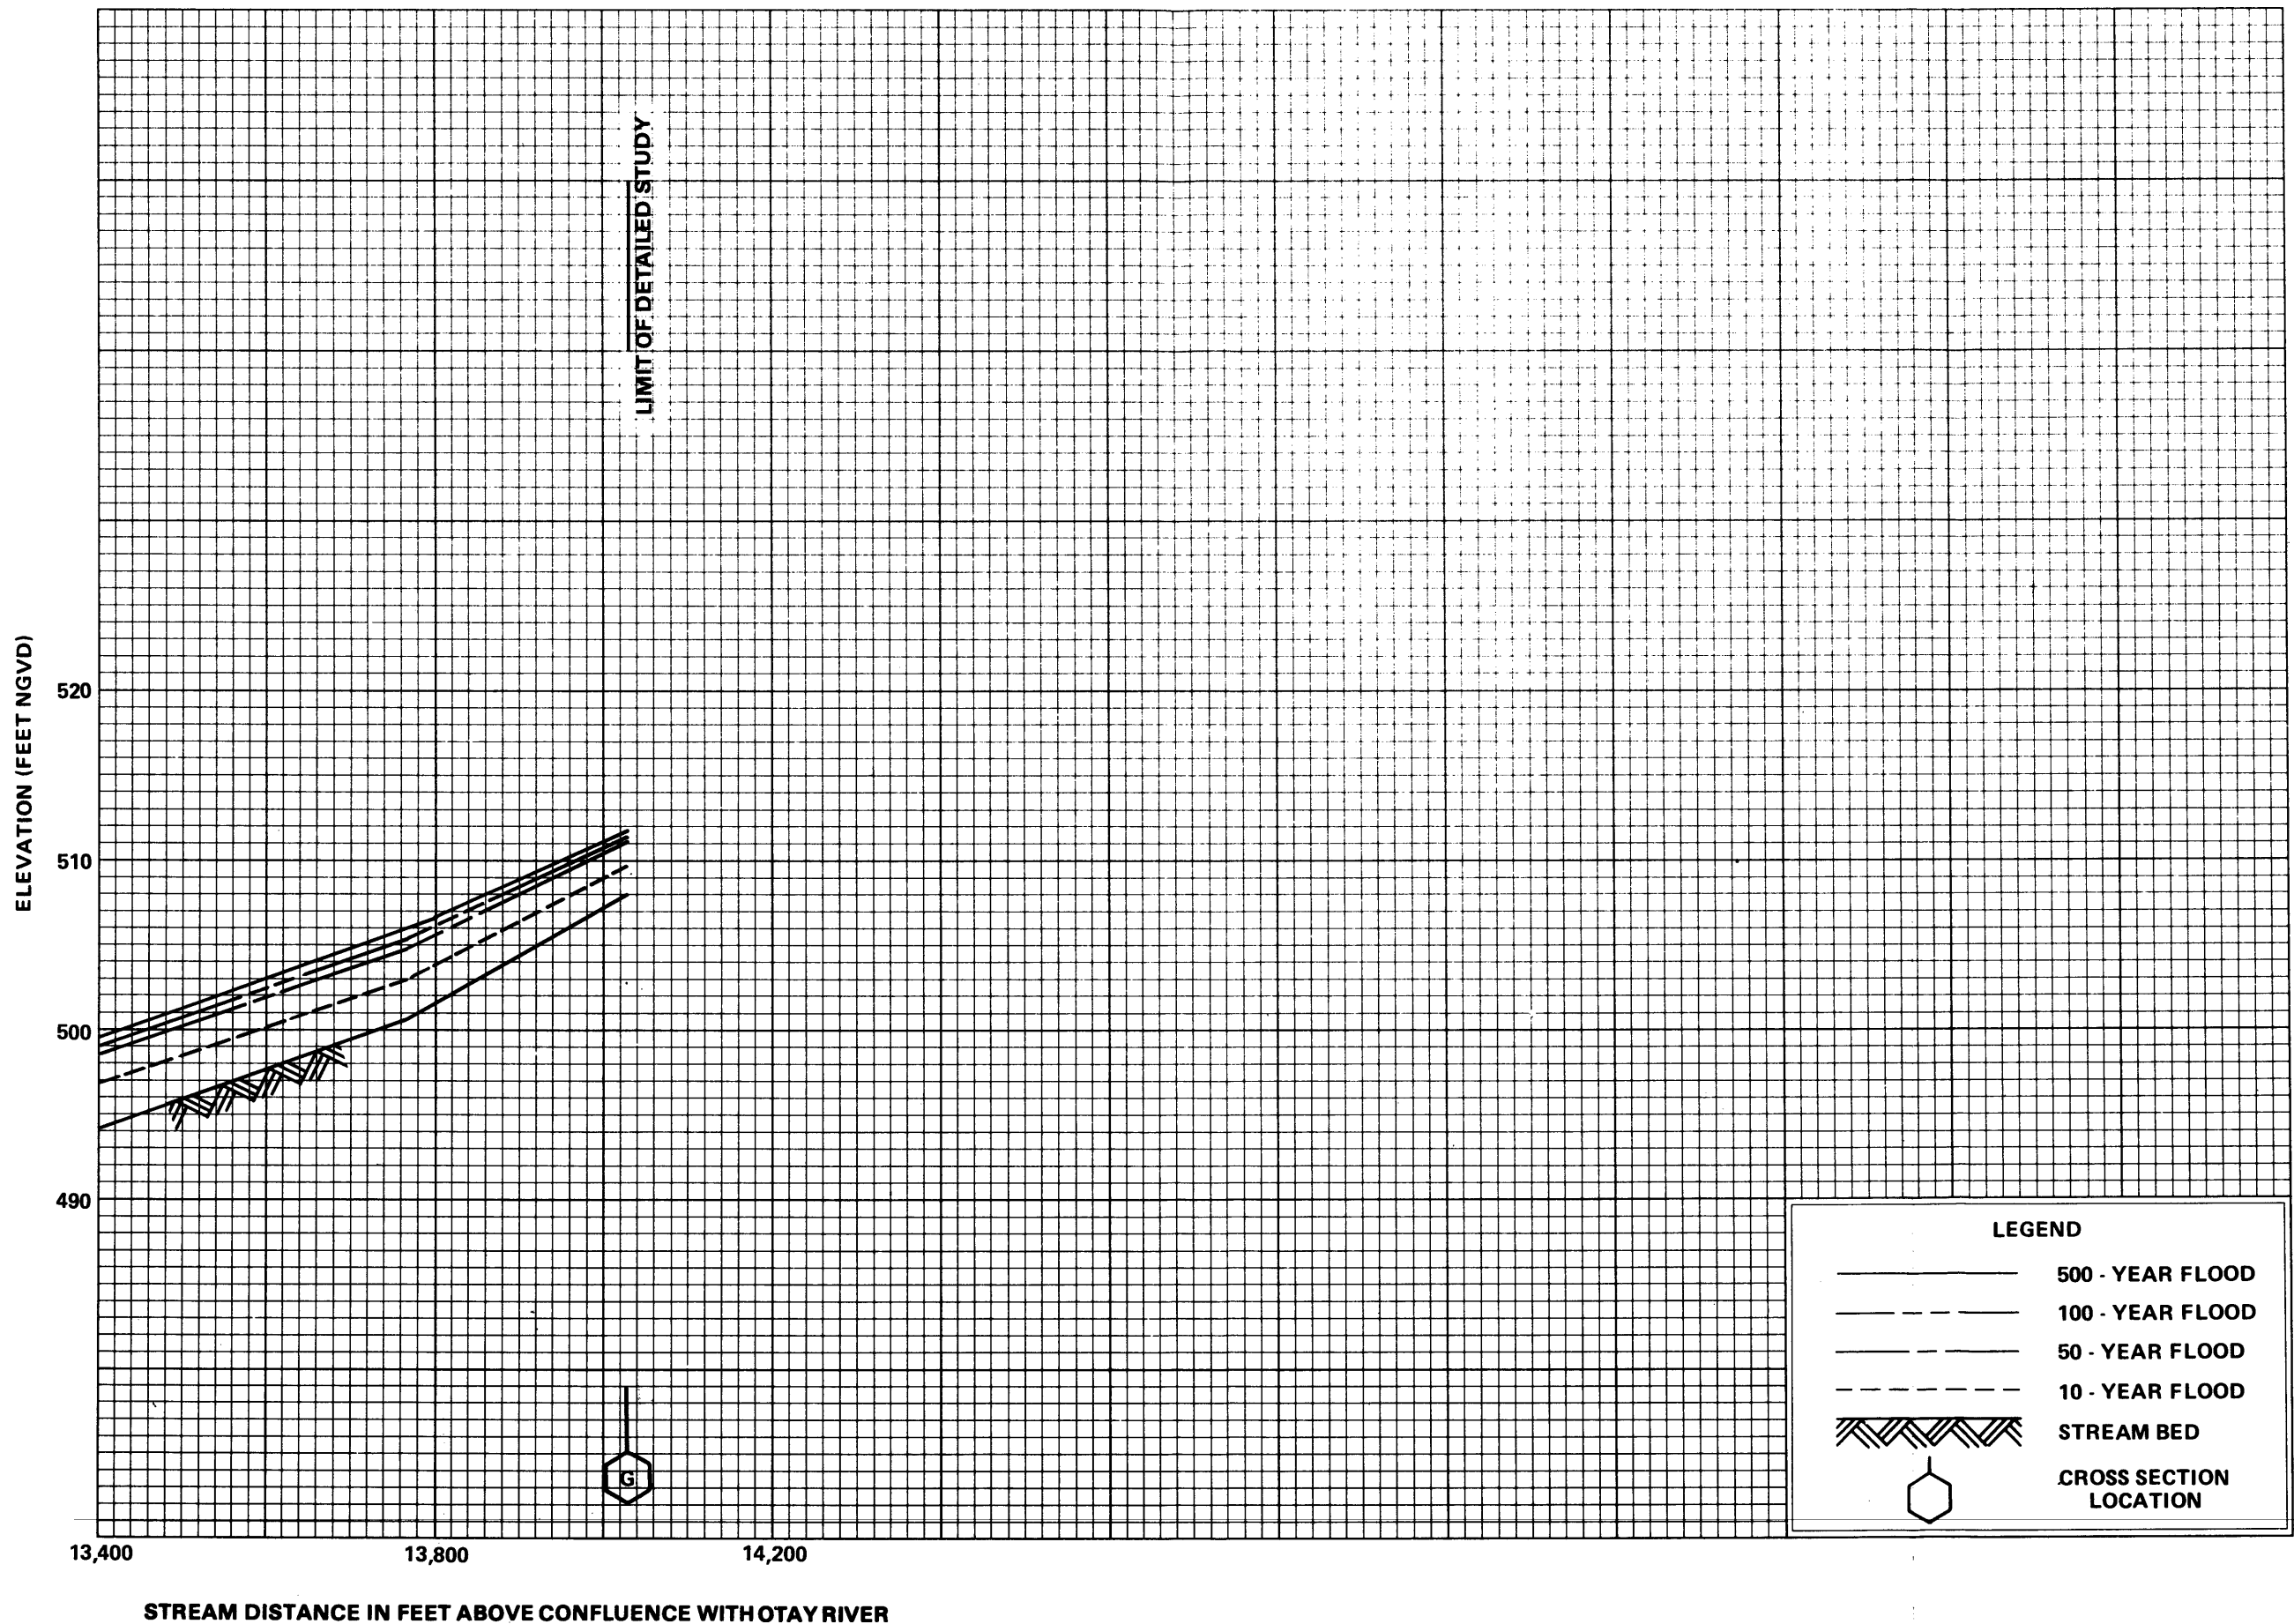 LIMIT OF DETAILED STUDY
ELEVATION (FEET NGVD)
520
510
500
490
G
13,400
13,800
14,200
STREAM DISTANCE IN FEET ABOVE CONFLUENCE WITH OTAY RIVER
LEGEND
500 - YEAR FLOOD
100 - YEAR FLOOD
50 - YEAR FLOOD
10 - YEAR FLOOD
STREAM BED
CROSS SECTION
LOCATION